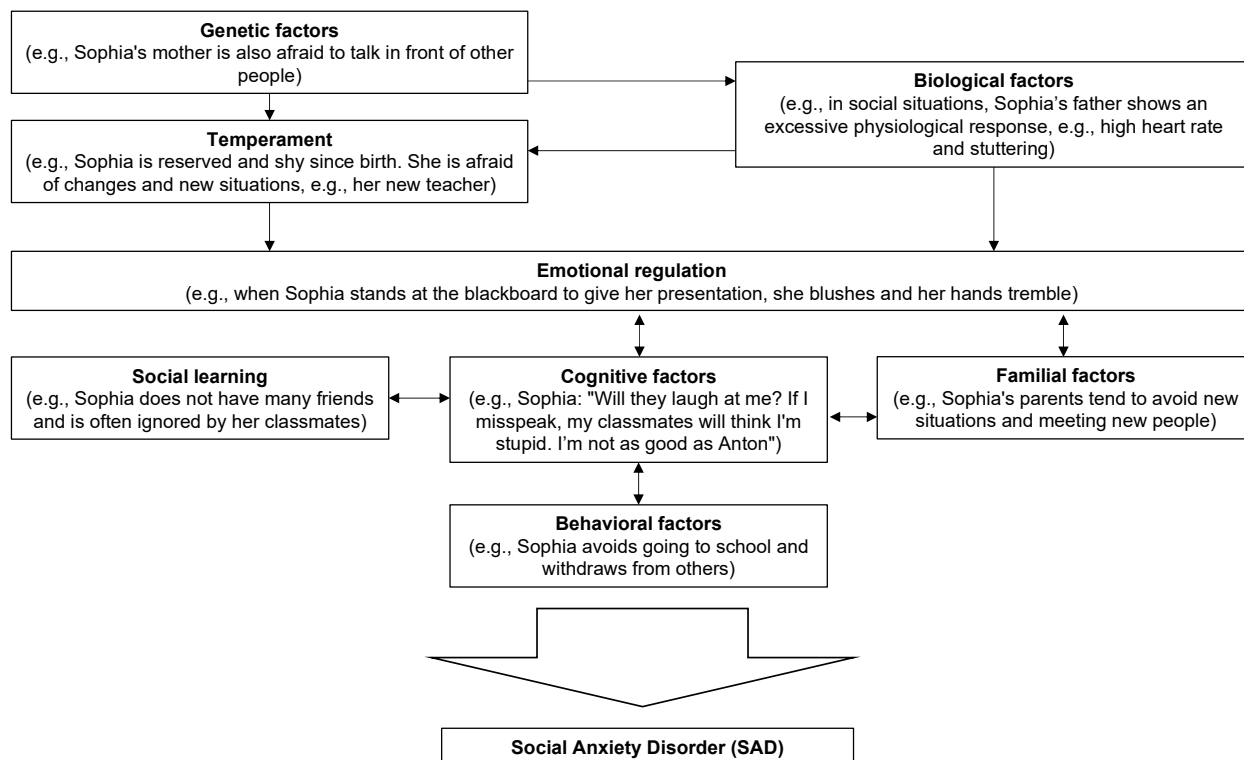 Genetic factors
(e.g., Sophia's mother is also afraid to talk in front of other
people)
Biological factors
(e.g., in social situations, Sophia’s father shows an
excessive physiological response, e.g., high heart rate
and stuttering)
Temperament
(e.g., Sophia is reserved and shy since birth. She is afraid
of changes and new situations, e.g., her new teacher)
Emotional regulation
(e.g., when Sophia stands at the blackboard to give her presentation, she blushes and her hands tremble)
Social learning
(e.g., Sophia does not have many friends
and is often ignored by her classmates)
Cognitive factors
(e.g., Sophia: "Will they laugh at me? If I
misspeak, my classmates will think I'm
stupid. I’m not as good as Anton")
Familial factors
(e.g., Sophia's parents tend to avoid new
situations and meeting new people)
Behavioral factors
(e.g., Sophia avoids going to school and
withdraws from others)
Social Anxiety Disorder (SAD)